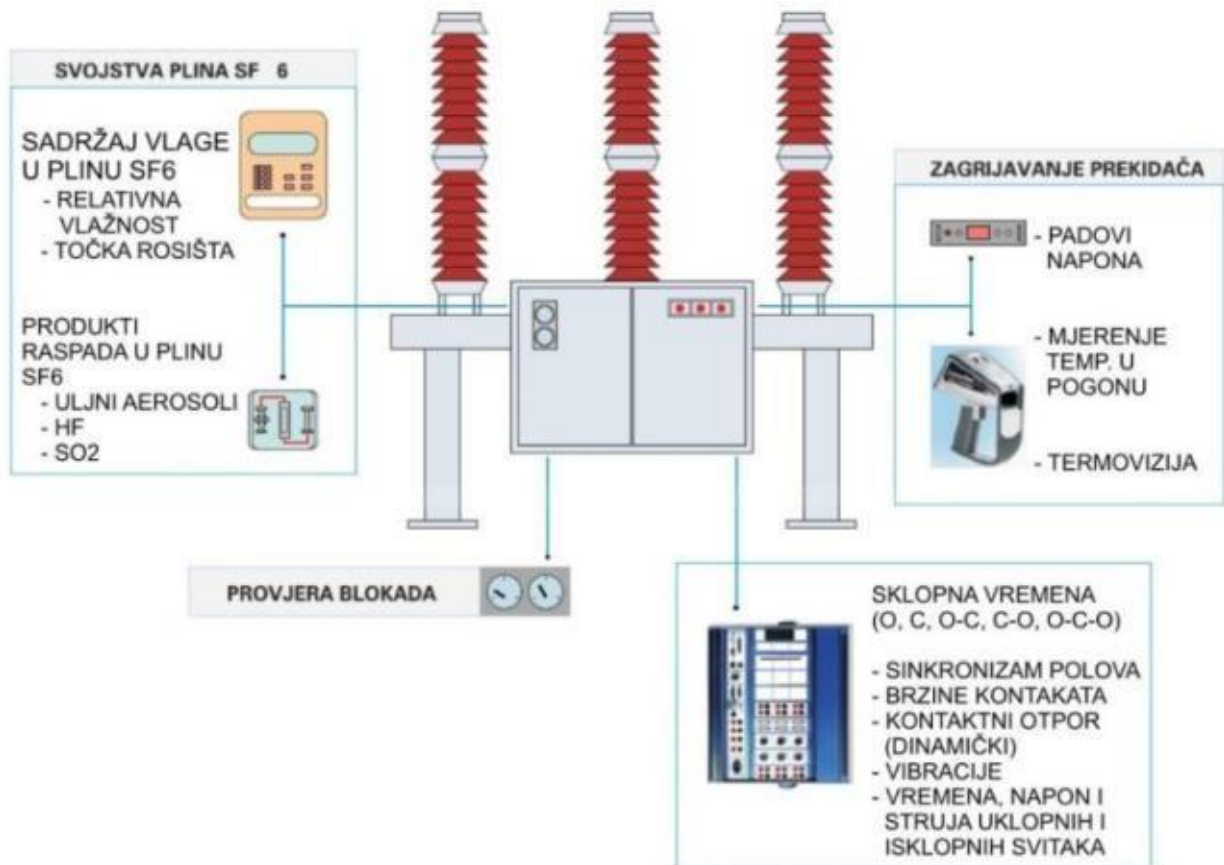 SVOJSTVA PLINA SF 6
SADRŽAJ VLAGE
U PLINU SF6
- RELATIVNA
VLAŽNOST
- TOČKA ROSIŠTA
PRODUKTI
RASPADA U PLINU
SF6
- ULJNI AEROSOLI
- HF
- SO2
ZAGRIJAVANJE PREKIDAČA
- PADOVI
NAPONA
- MJERENJE
TEMP. U
POGONU
- TERMOVIZIJA
PROVJERA BLOKADA
SKLOPNA VREMENA
(O, C, O-C, C-O, O-C-O)
- SINKRONIZAM POLOVA
- BRZINE KONTAKATA
- KONTAKTNI OTPOR
(DINAMIČKI)
- VIBRACIJE
- VREMENA, NAPON I
STRUJA UKLOPNIH I
ISKLOPNIH SVITAKA